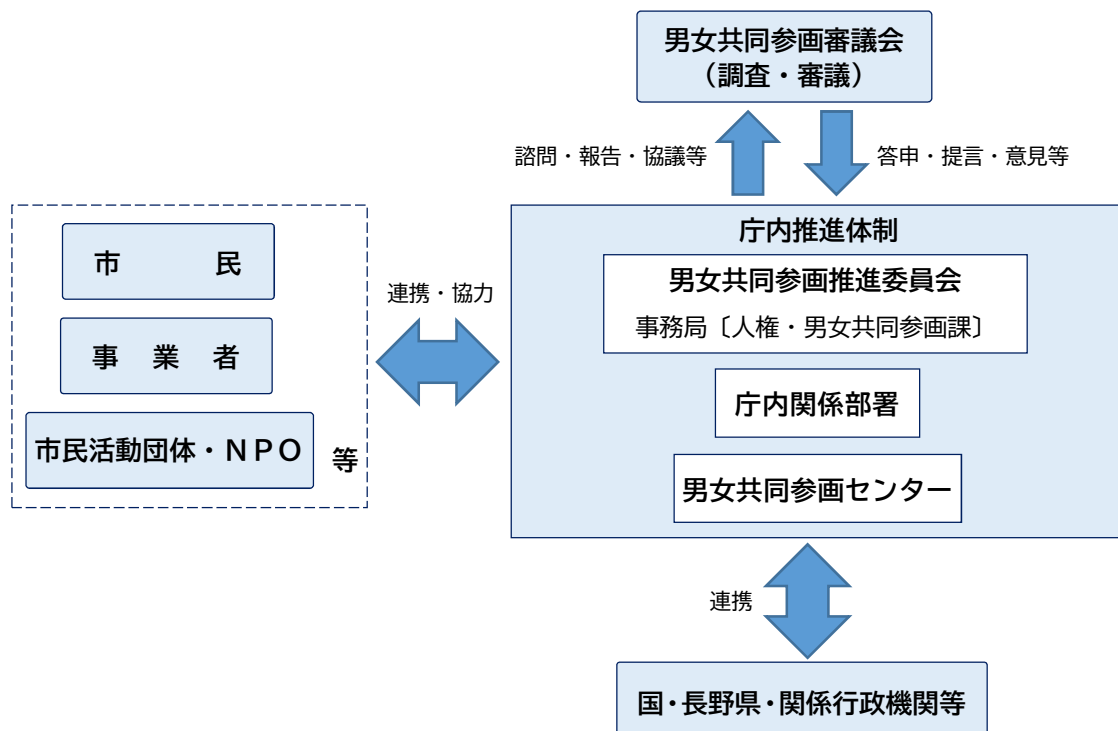 男女共同参画審議会
（調査・審議）
諮問・報告・協議等
答申・提言・意見等
市　　　民
事　業　者
市民活動団体・ＮＰＯ
等
連携・協力
庁内推進体制
男女共同参画推進委員会
事務局〔人権・男女共同参画課〕
庁内関係部署
男女共同参画センター
連携
国・長野県・関係行政機関等